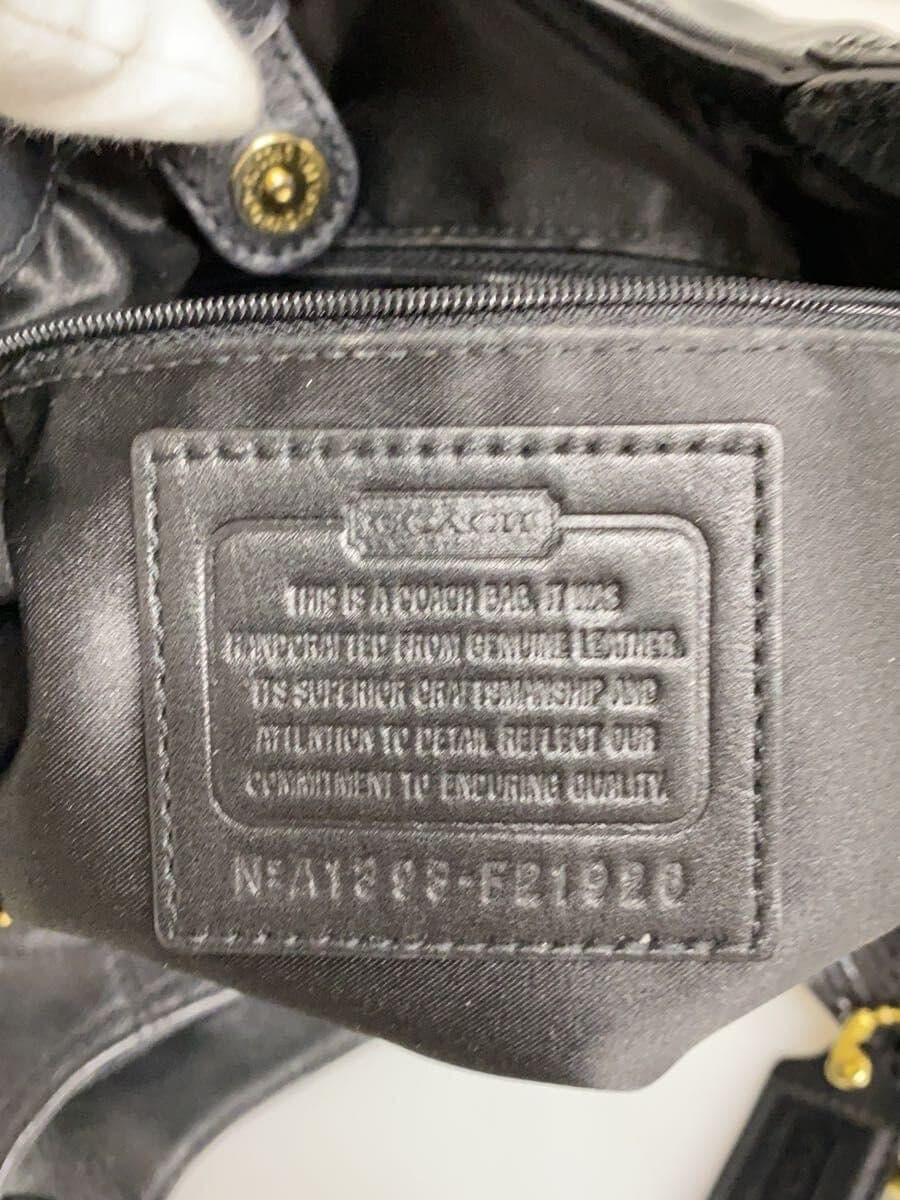 COACH
THIS IS A COACH BAG. IT WAS
HANDCRAFTED FROM GENUINE LEATHER.
ITS SUPERIOR CRAFTSMANSHIP AND
ATTENTION TO DETAIL REFLECT OUR
COMMITMENT TO ENDURING QUALITY.